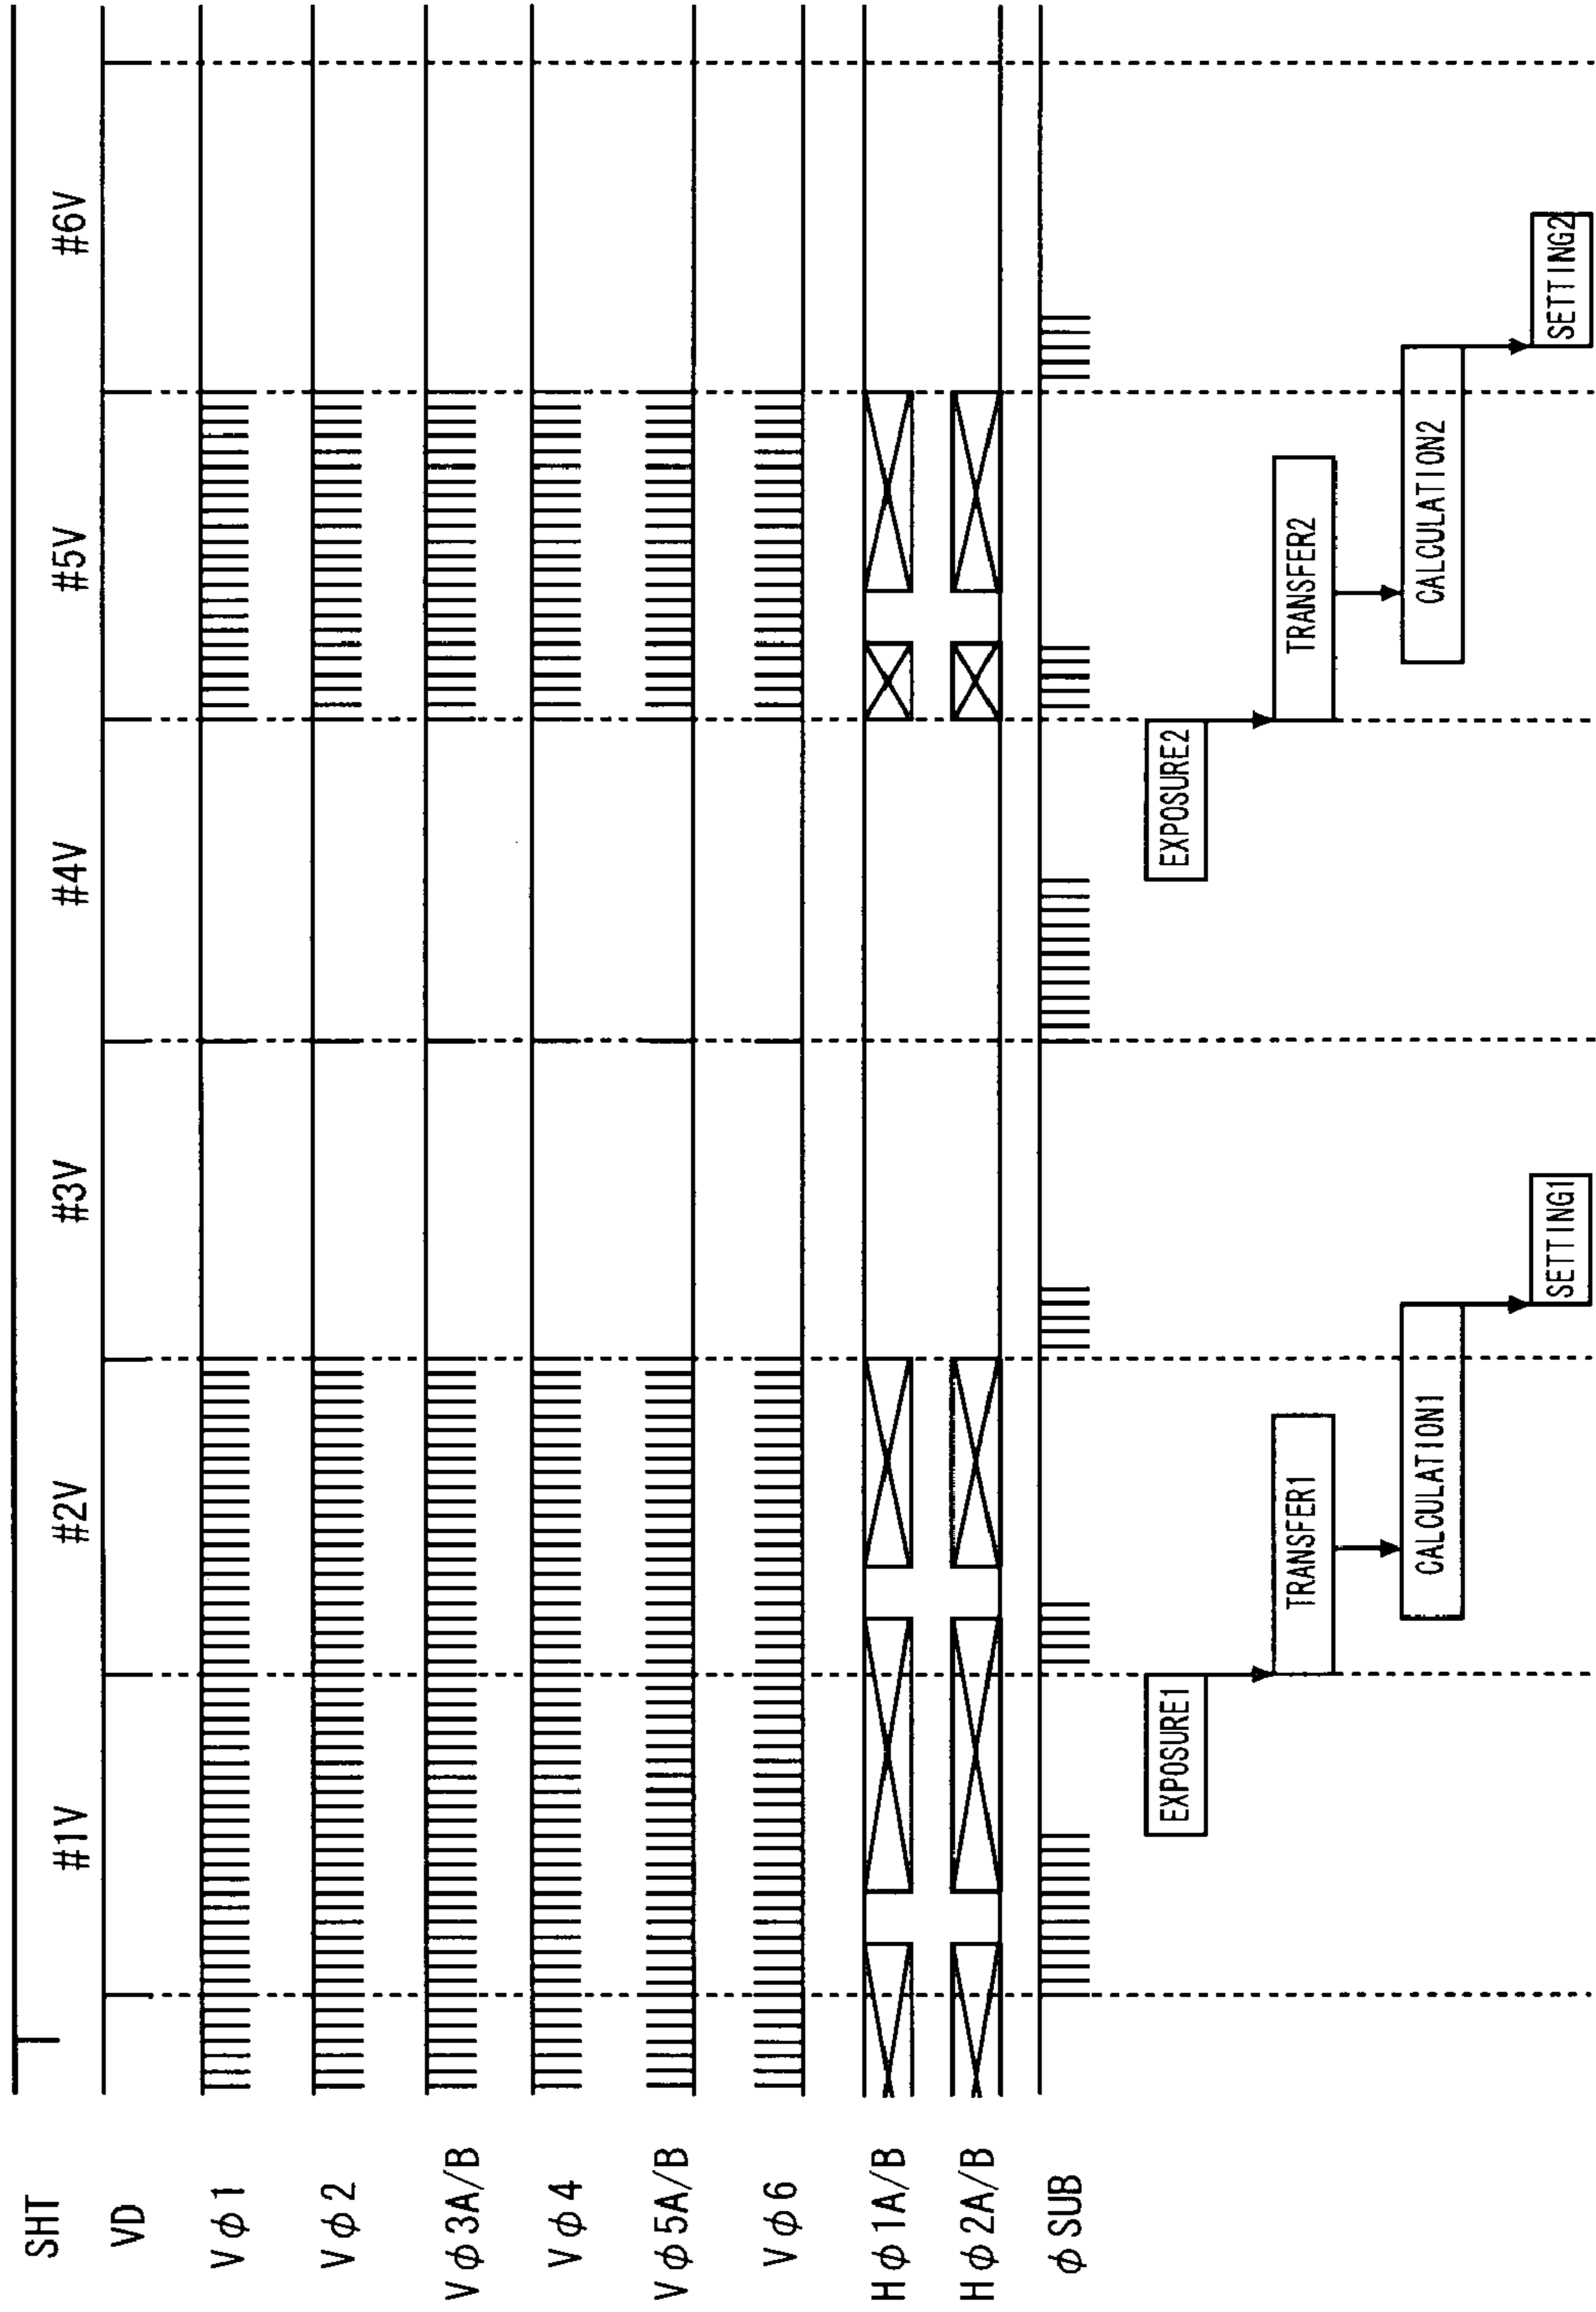 SHT
#1V #2V #3V #4V #5V #6V
VD
Vφ1
Vφ2
Vφ3A/B
Vφ4
Vφ5A/B
Vφ6
Hφ1A/B
Hφ2A/B
φSUB
EXPOSURE1 EXPOSURE2
TRANSFER1 TRANSFER2
CALCULATION1 CALCULATION2
SETTING1 SETTING2